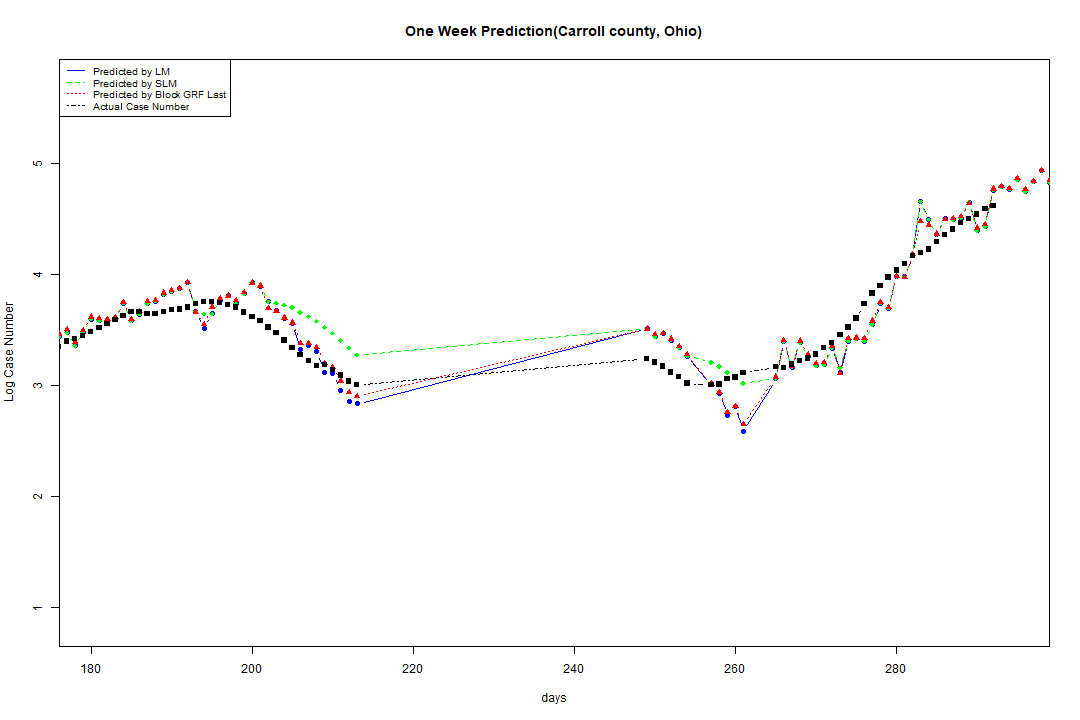 One Week Prediction(Carroll county, Ohio)
Predicted by LM
Predicted by SLM
Predicted by Block GRF Last
Actual Case Number
Log Case Number
5
4
3
2
1
180 200 220 240 260 280
days